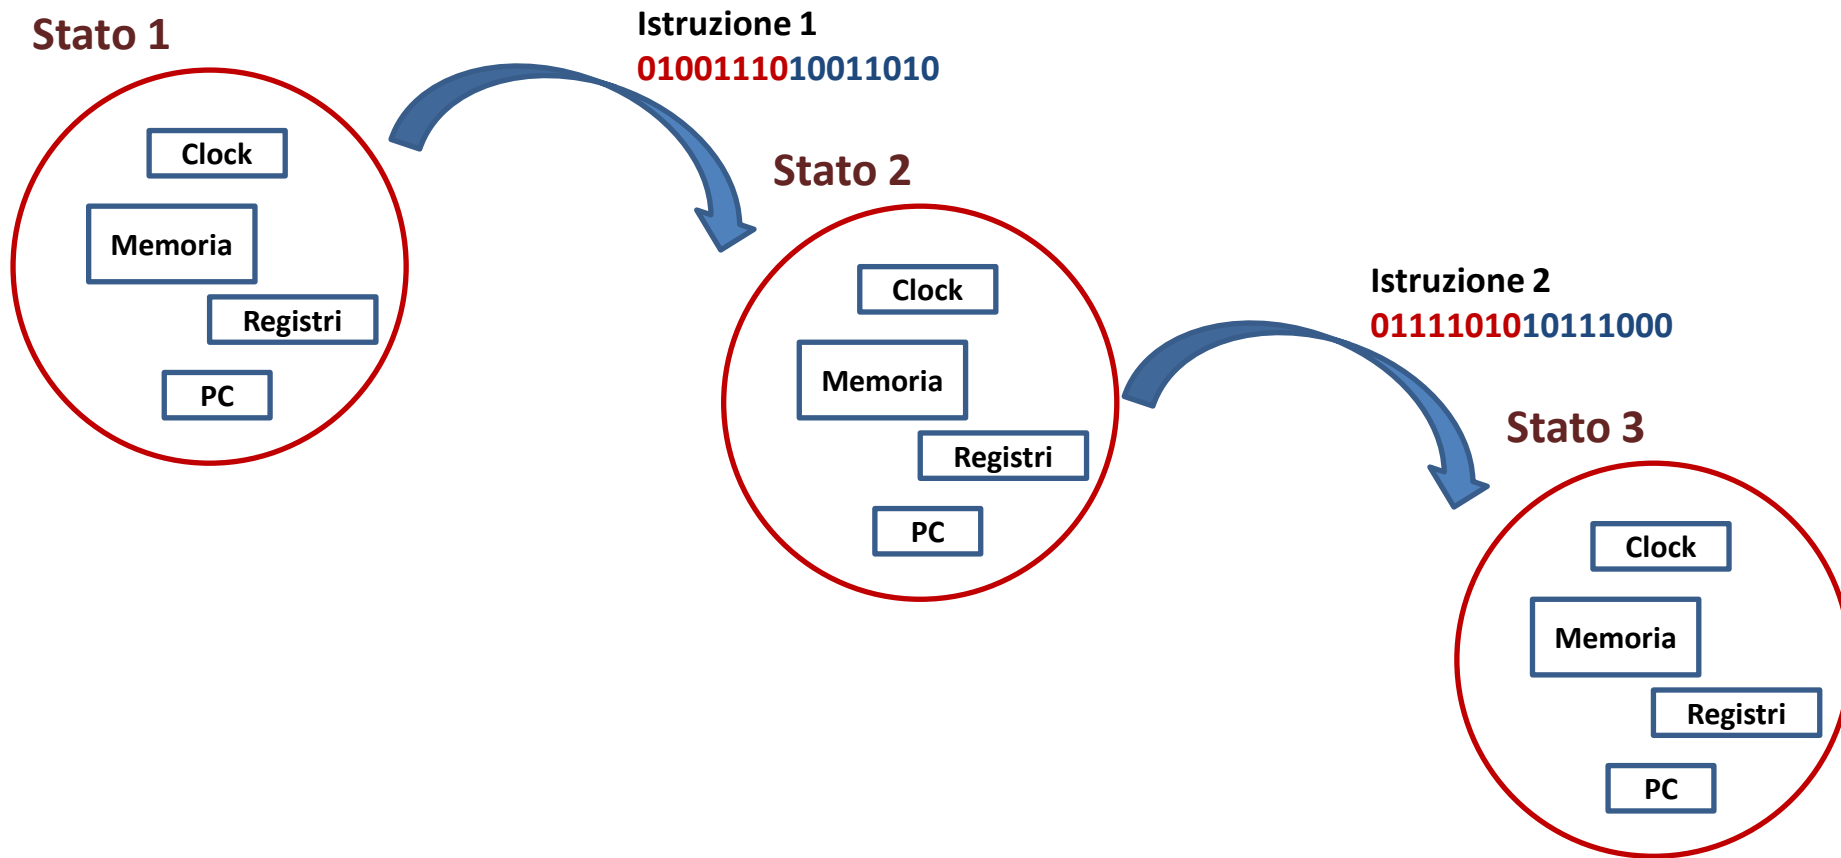 Stato 1
Istruzione 1
0100111010011010
Clock
Memoria
Registri
PC
Stato 2
Clock
Memoria
Registri
PC
Istruzione 2
0111101010111000
Stato 3
Clock
Memoria
Registri
PC